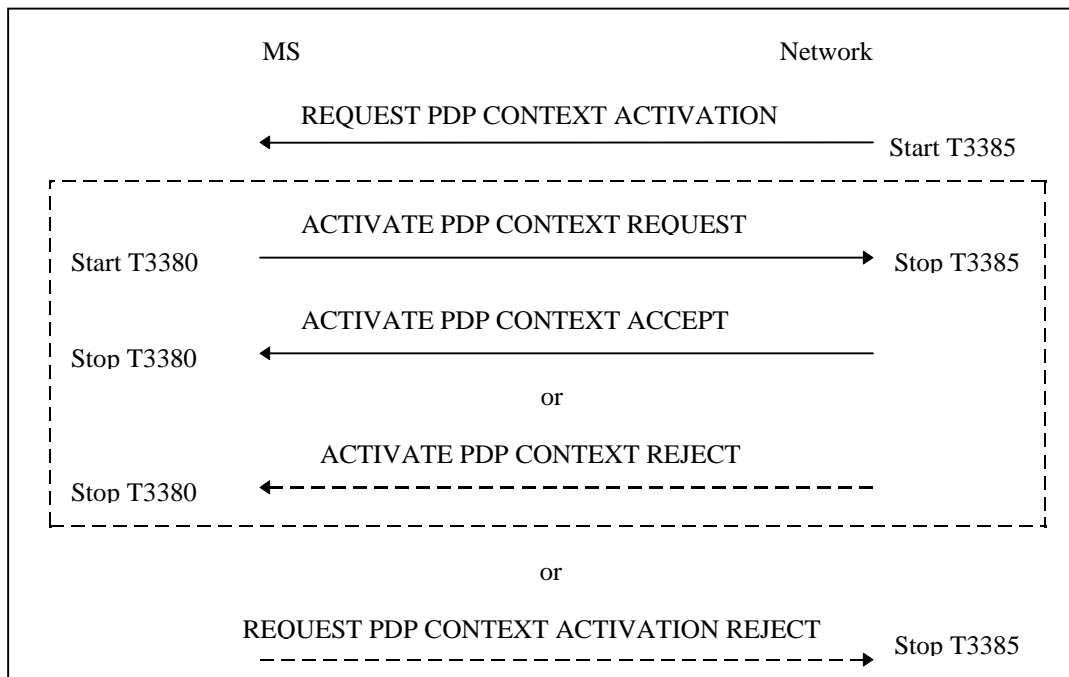 MS Network
REQUEST PDP CONTEXT ACTIVATION
Start T3385
ACTIVATE PDP CONTEXT REQUEST
Start T3380 Stop T3385
ACTIVATE PDP CONTEXT ACCEPT
Stop T3380
or
ACTIVATE PDP CONTEXT REJECT
Stop T3380
or
REQUEST PDP CONTEXT ACTIVATION REJECT
Stop T3385